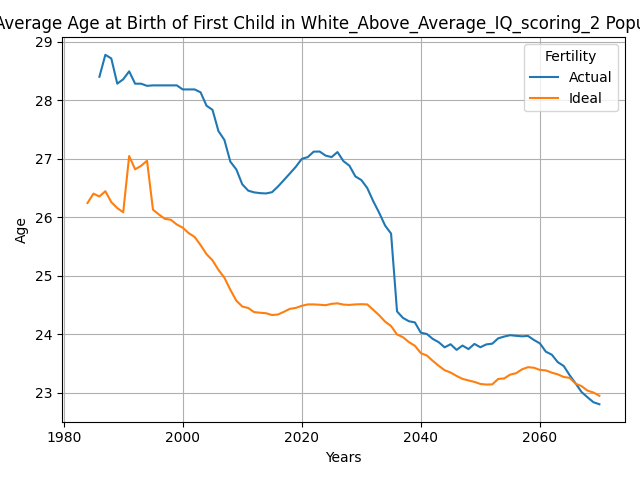 Average Age at Birth of First Child in White_Above_Average_IQ_scoring_2
Fertility
Actual
Ideal
29
28
27
26
25
24
23
Age
1980
2000
2020
2040
2060
Years